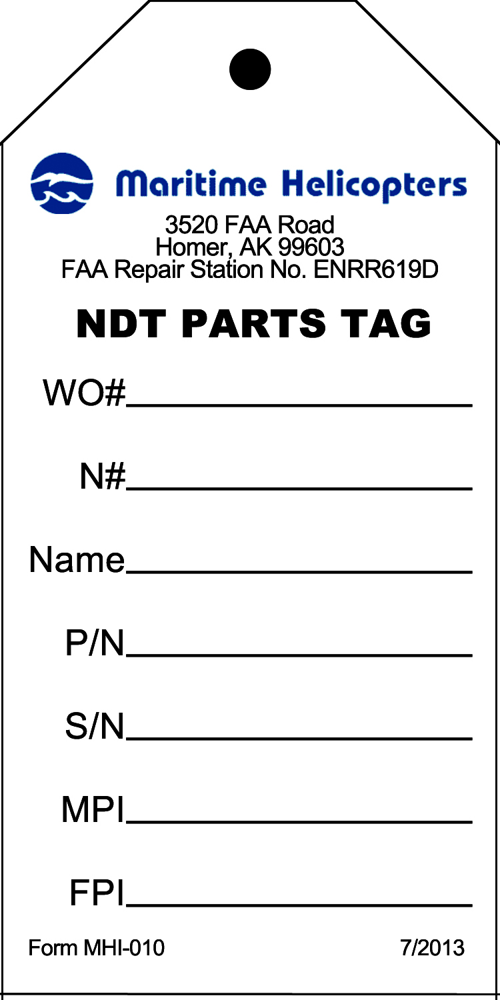 Maritime Helicopters
3520 FAA Road
Homer, AK 99603
FAA Repair Station No. ENRR619D
NDT PARTS TAG
WO#
N#
Name
P/N
S/N
MPI
FPI
Form MHI-010 7/2013